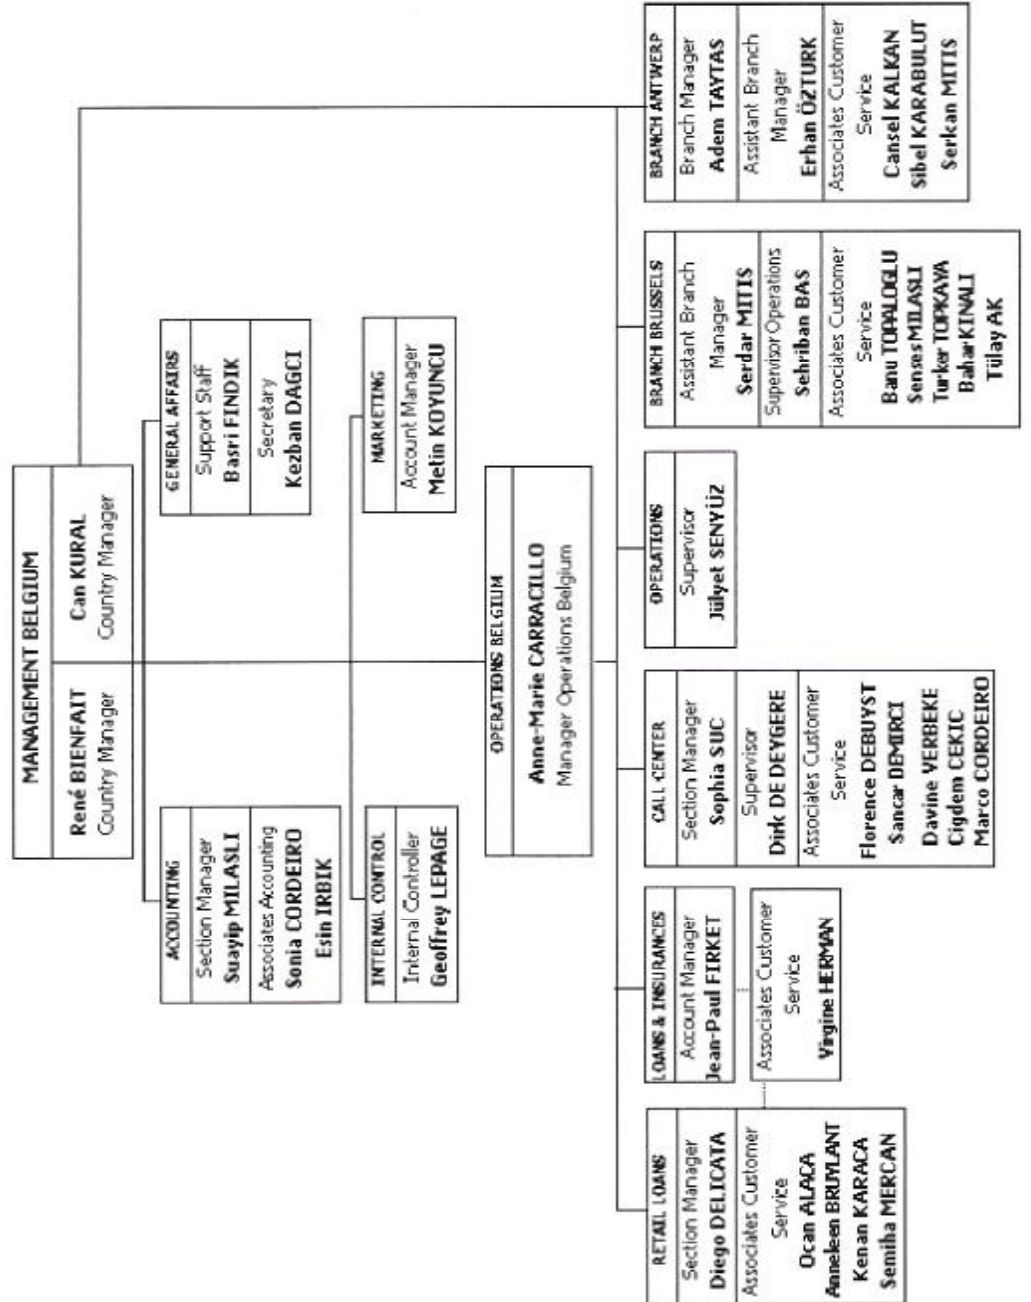 MANAGEMENT BELGIUM
René BIENFAIT
Country Manager
Can KURAL
Country Manager
ACCOUNTING
Section Manager
Suayip MILASLI
Associates Accounting
Sonia CORDEIRO
Esin IRBIK
GENERAL AFFAIRS
Support Staff
Basri FINDIK
Secretary
Kezban DAGCI
INTERNAL CONTROL
Internal Controller
Geoffrey LEPAGE
MARKETING
Account Manager
Metin KOYUNCU
OPERATIONS BELGIUM
Anne-Marie CARRACILLO
Manager Operations Belgium
RETAIL LOANS
Section Manager
Diego DELICATA
Associates Customer
Service
Ocan ALACA
Anneleen BRUYLANT
Kenan KARACA
Semiha MERCAN
LOANS & INSURANCES
Account Manager
Jean-Paul FIRKET
Associates Customer
Service
Virgine HERMAN
CALL CENTER
Section Manager
Sophia SUC
Supervisor
Dirk DE DEYGERE
Associates Customer
Service
Florence DEBUYST
Sancar DEMIRCI
Davine VERBEKE
Cigdem CEKIC
Marco CORDEIRO
OPERATIONS
Supervisor
Jülyet SENYÜZ
BRANCH BRUSSELS
Assistant Branch
Manager
Serdar MITIS
Supervisor Operations
Sehriban BAS
Associates Customer
Service
Banu TOPALOGLU
Senses MILASLI
Turker TOPKAYA
Bahar KINALI
Tülay AK
BRANCH ANTWERP
Branch Manager
Adem TAYTAS
Assistant Branch
Manager
Erhan ÖZTURK
Associates Customer
Service
Cansel KALKAN
Sibel KARABULUT
Serkan MITIS